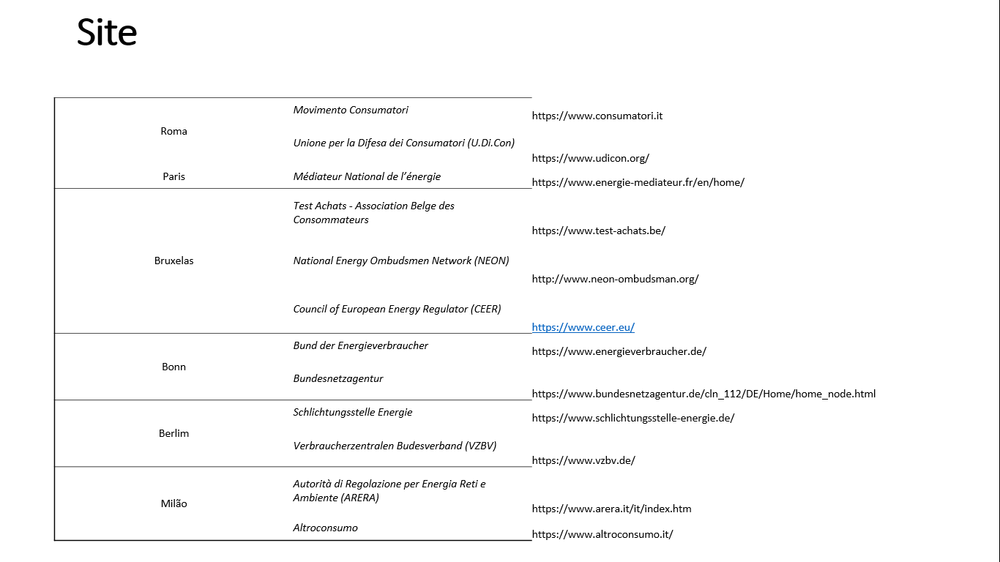 Site
Movimento Consumatori
https://www.consumatori.it
Roma
Unione per la Difesa dei Consumatori (U.Di.Con)
https://www.udicon.org/
Paris
Médiateur National de l’énergie
https://www.energie-mediateur.fr/en/home/
Test Achats - Association Belge des
Consommateurs
https://www.test-achats.be/
Bruxelas
National Energy Ombudsmen Network (NEON)
http://www.neon-ombudsman.org/
Council of European Energy Regulator (CEER)
https://www.ceer.eu/
Bund der Energieverbraucher
https://www.energieverbraucher.de/
Bonn
Bundesnetzagentur
https://www.bundesnetzagentur.de/cln_112/DE/Home/home_node.html
Schlichtungsstelle Energie
https://www.schlichtungsstelle-energie.de/
Berlim
Verbraucherzentralen Budesverband (VZBV)
https://www.vzbv.de/
Autorità di Regolazione per Energia Reti e
Ambiente (ARERA)
https://www.arera.it/it/index.htm
Milão
Altroconsumo
https://www.altroconsumo.it/